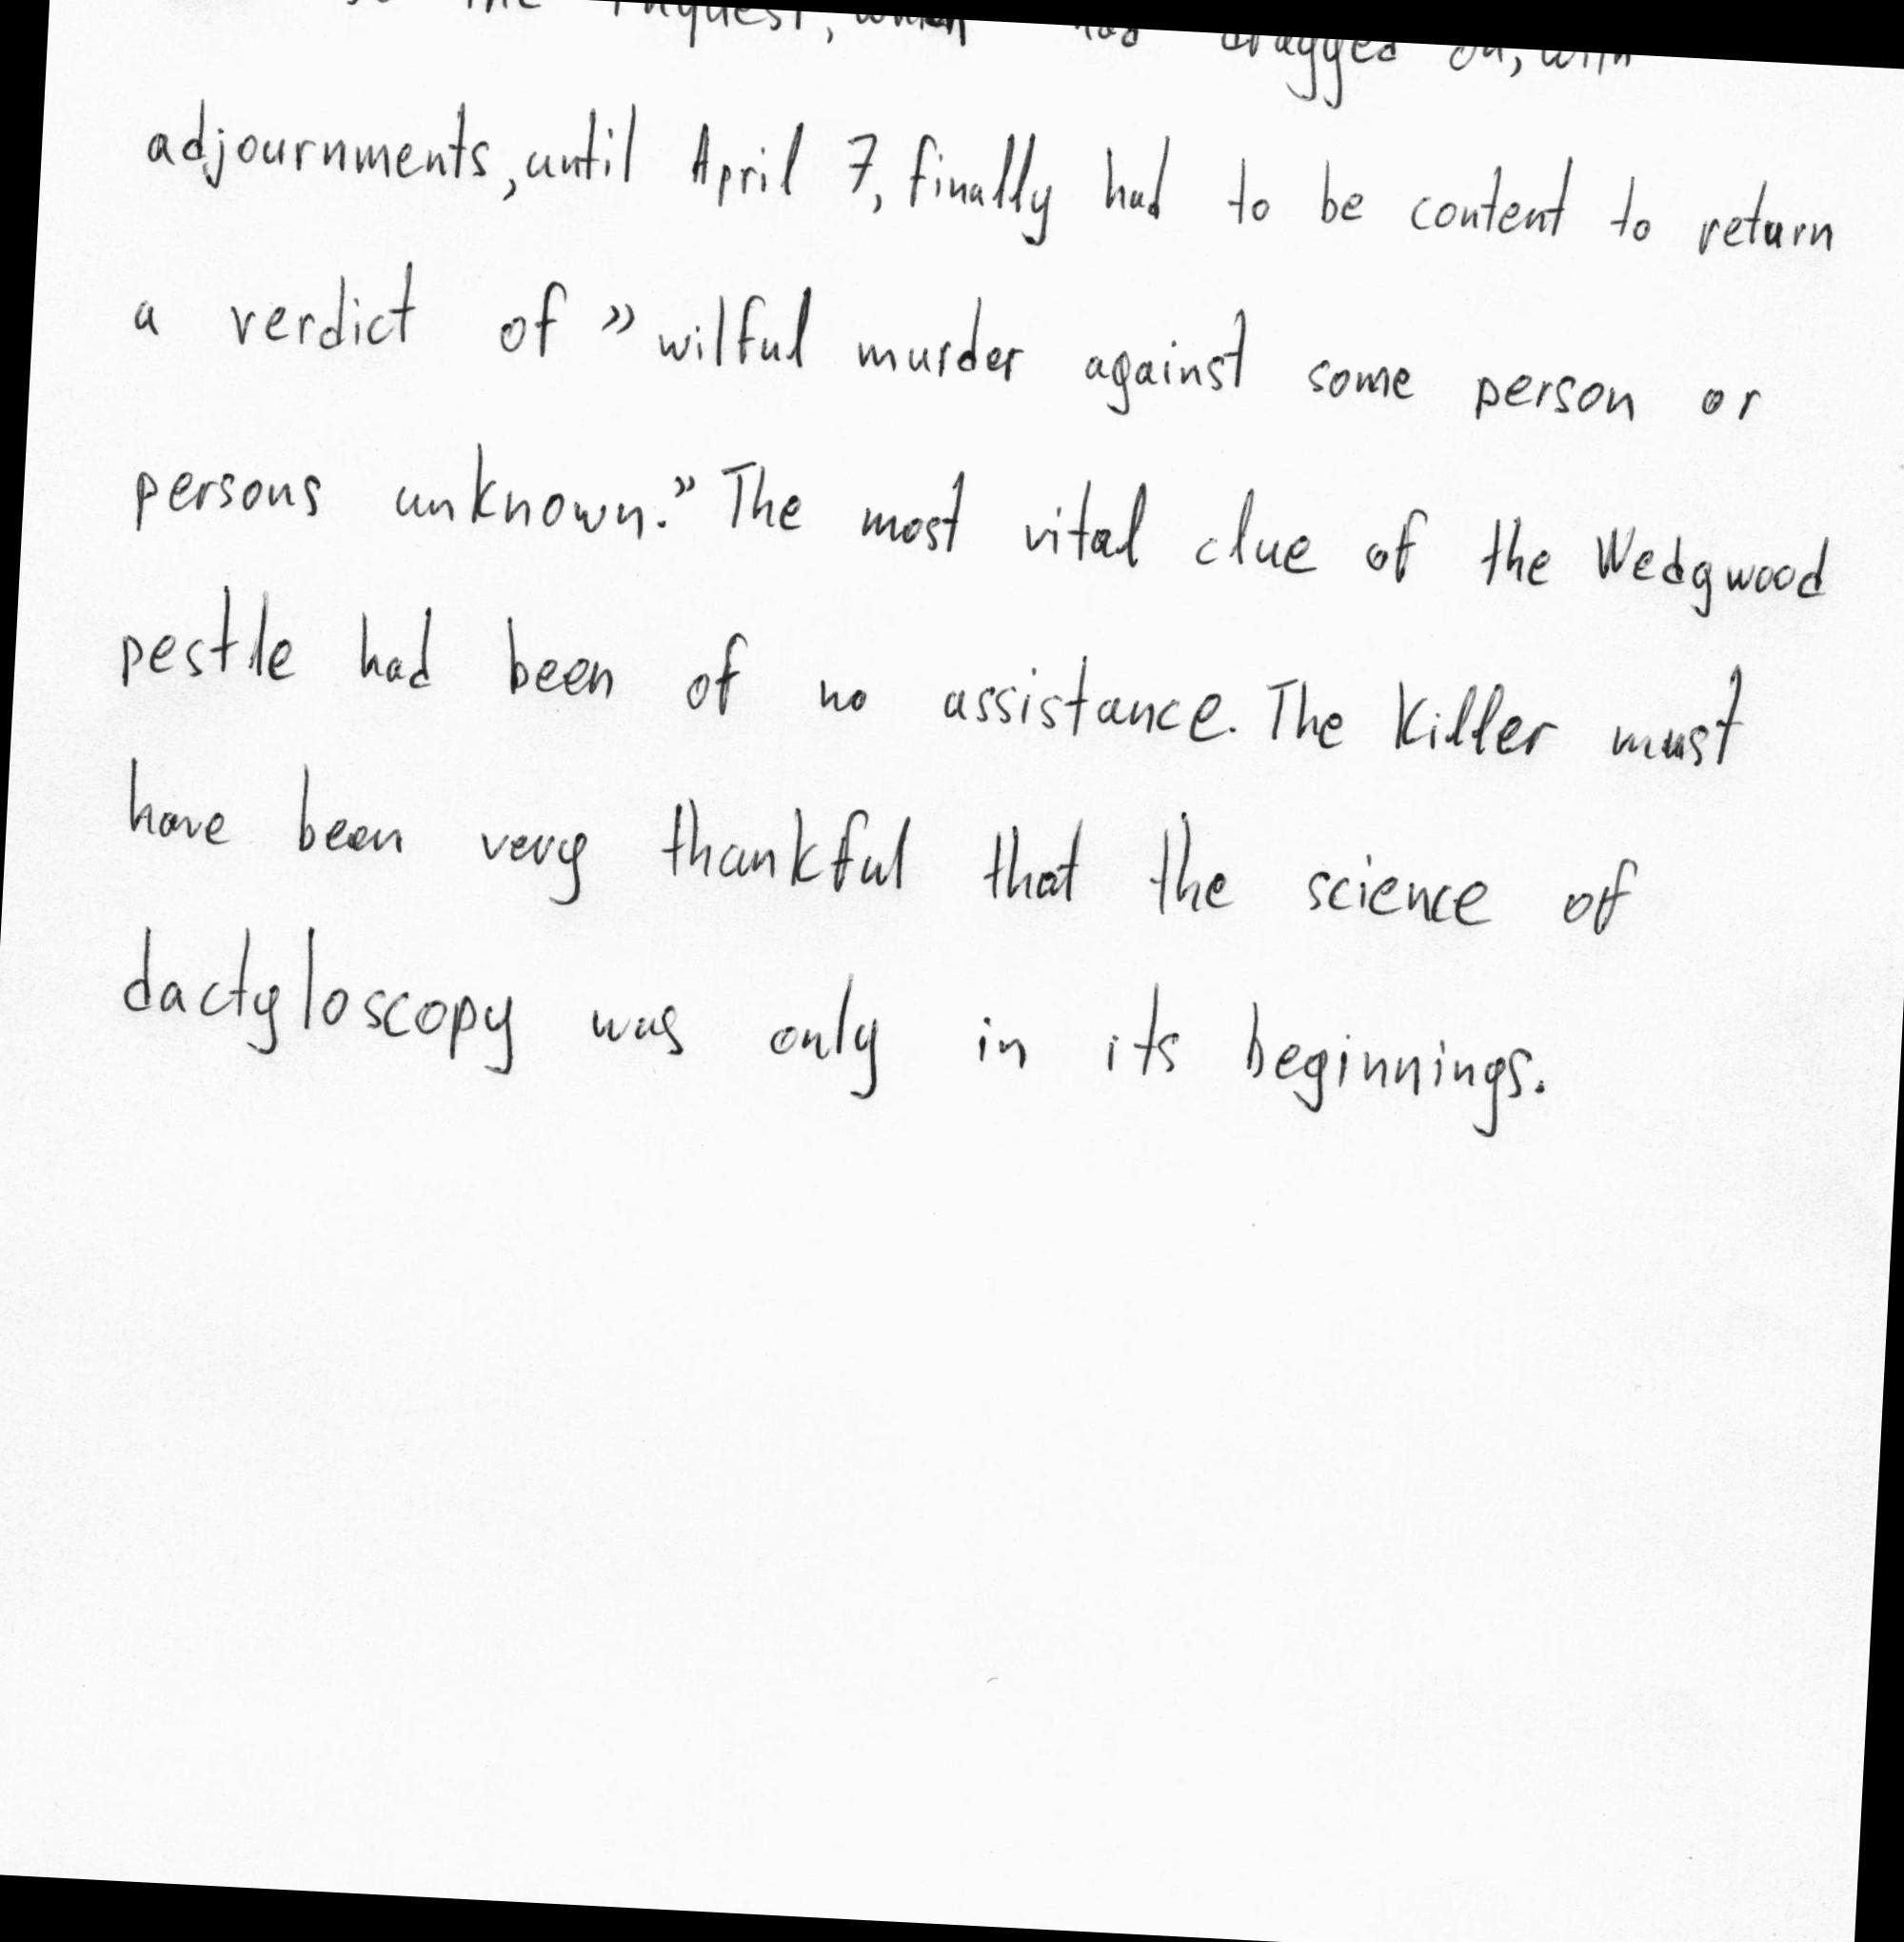 so the inquest, which had dragged on, with
adjournments, until April 7, finally had to be content to return
a verdict of " wilful murder against some person or
persons unknown." The most vital clue of the Wedgwood
pestle had been of no assistance. The Killer must
have been very thankful that the science of
dactyloscopy was only in its beginnings.